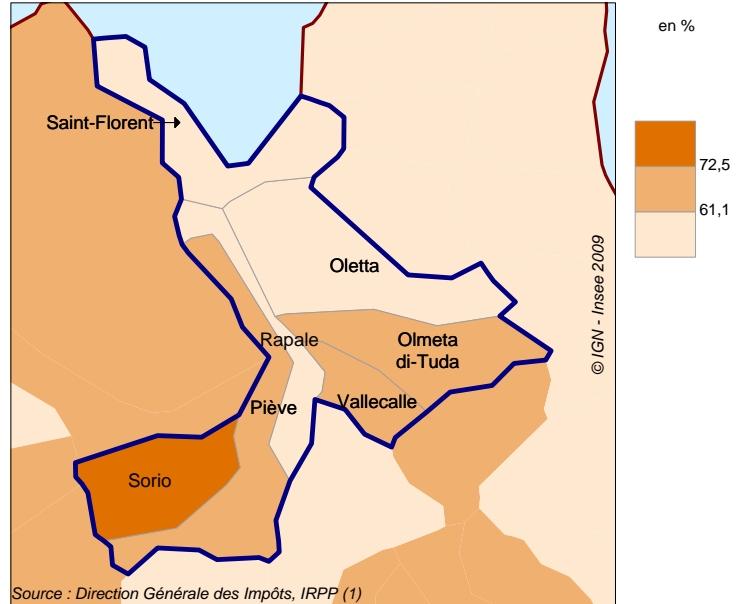 en %
72,5
61,1
Saint-Florent
Oletta
Rapale
Olmeta
di-Tuda
Piève
Vallecalle
Sorio
© IGN - Insee 2009
Source : Direction Générale des Impôts, IRPP (1)